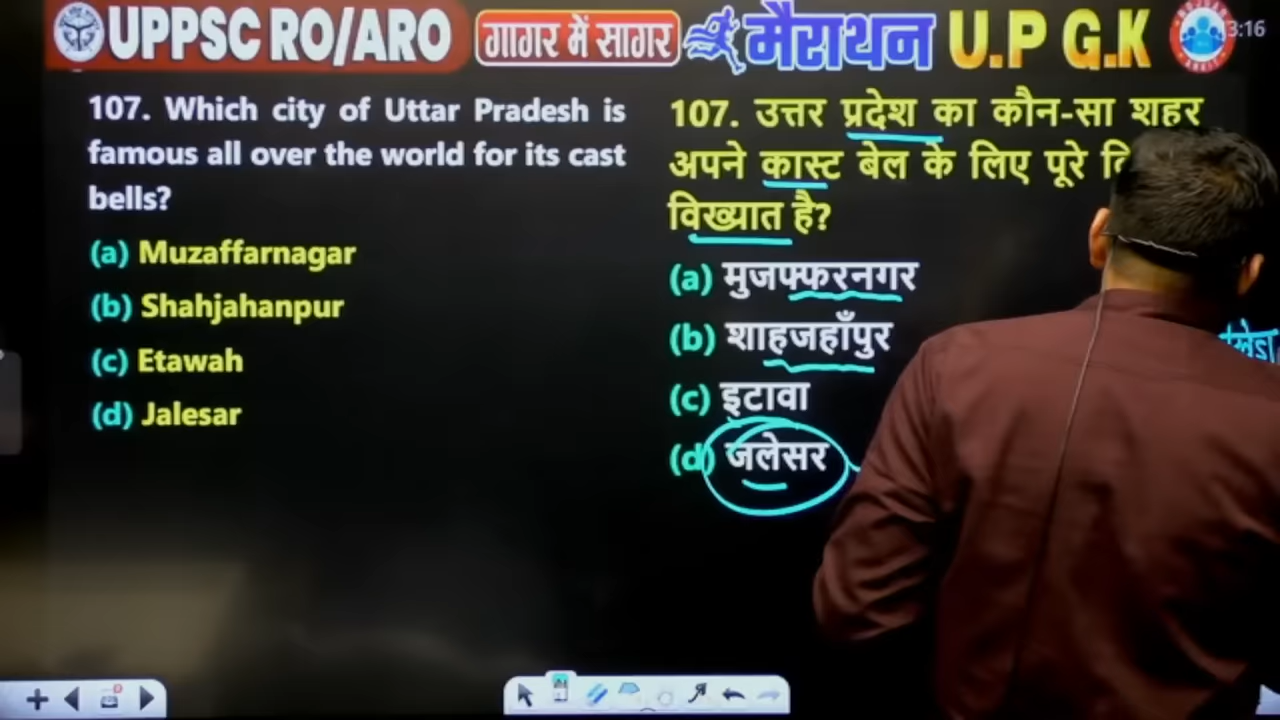 UPPSC RO/ARO गागर में सागर मैराथन U.P G.K
3:16
107. Which city of Uttar Pradesh is
famous all over the world for its cast
bells?
(a) Muzaffarnagar
(b) Shahjahanpur
(c) Etawah
(d) Jalesar
107. उत्तर प्रदेश का कौन-सा शहर
अपने कास्ट बेल के लिए पूरे
विख्यात है?
(a) मुजफ्फरनगर
(b) शाहजहाँपुर
(c) इटावा
(d) जलेसर